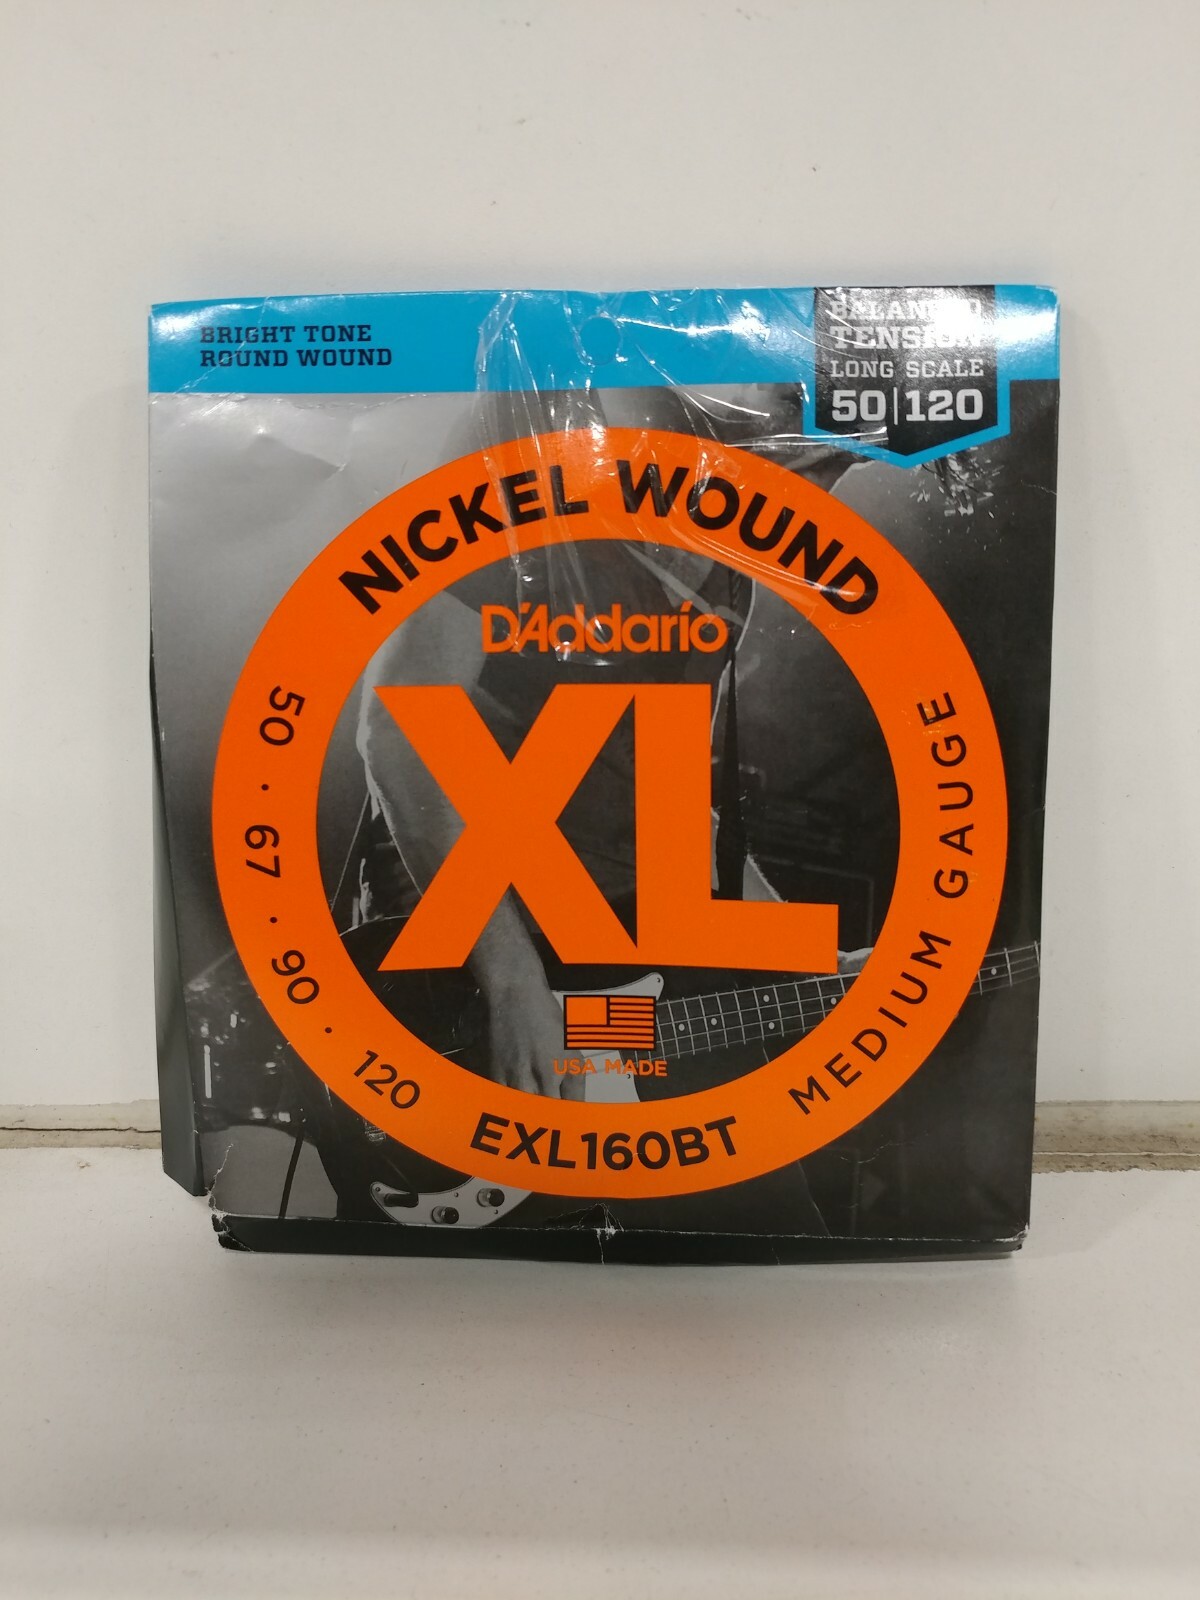 BRIGHT TONE
ROUND WOUND
BALANCED
TENSION
LONG SCALE
50|120
NICKEL WOUND
D'Addario
XL
50 · 67 · 90 · 120
MEDIUM GAUGE
USA MADE
EXL160BT